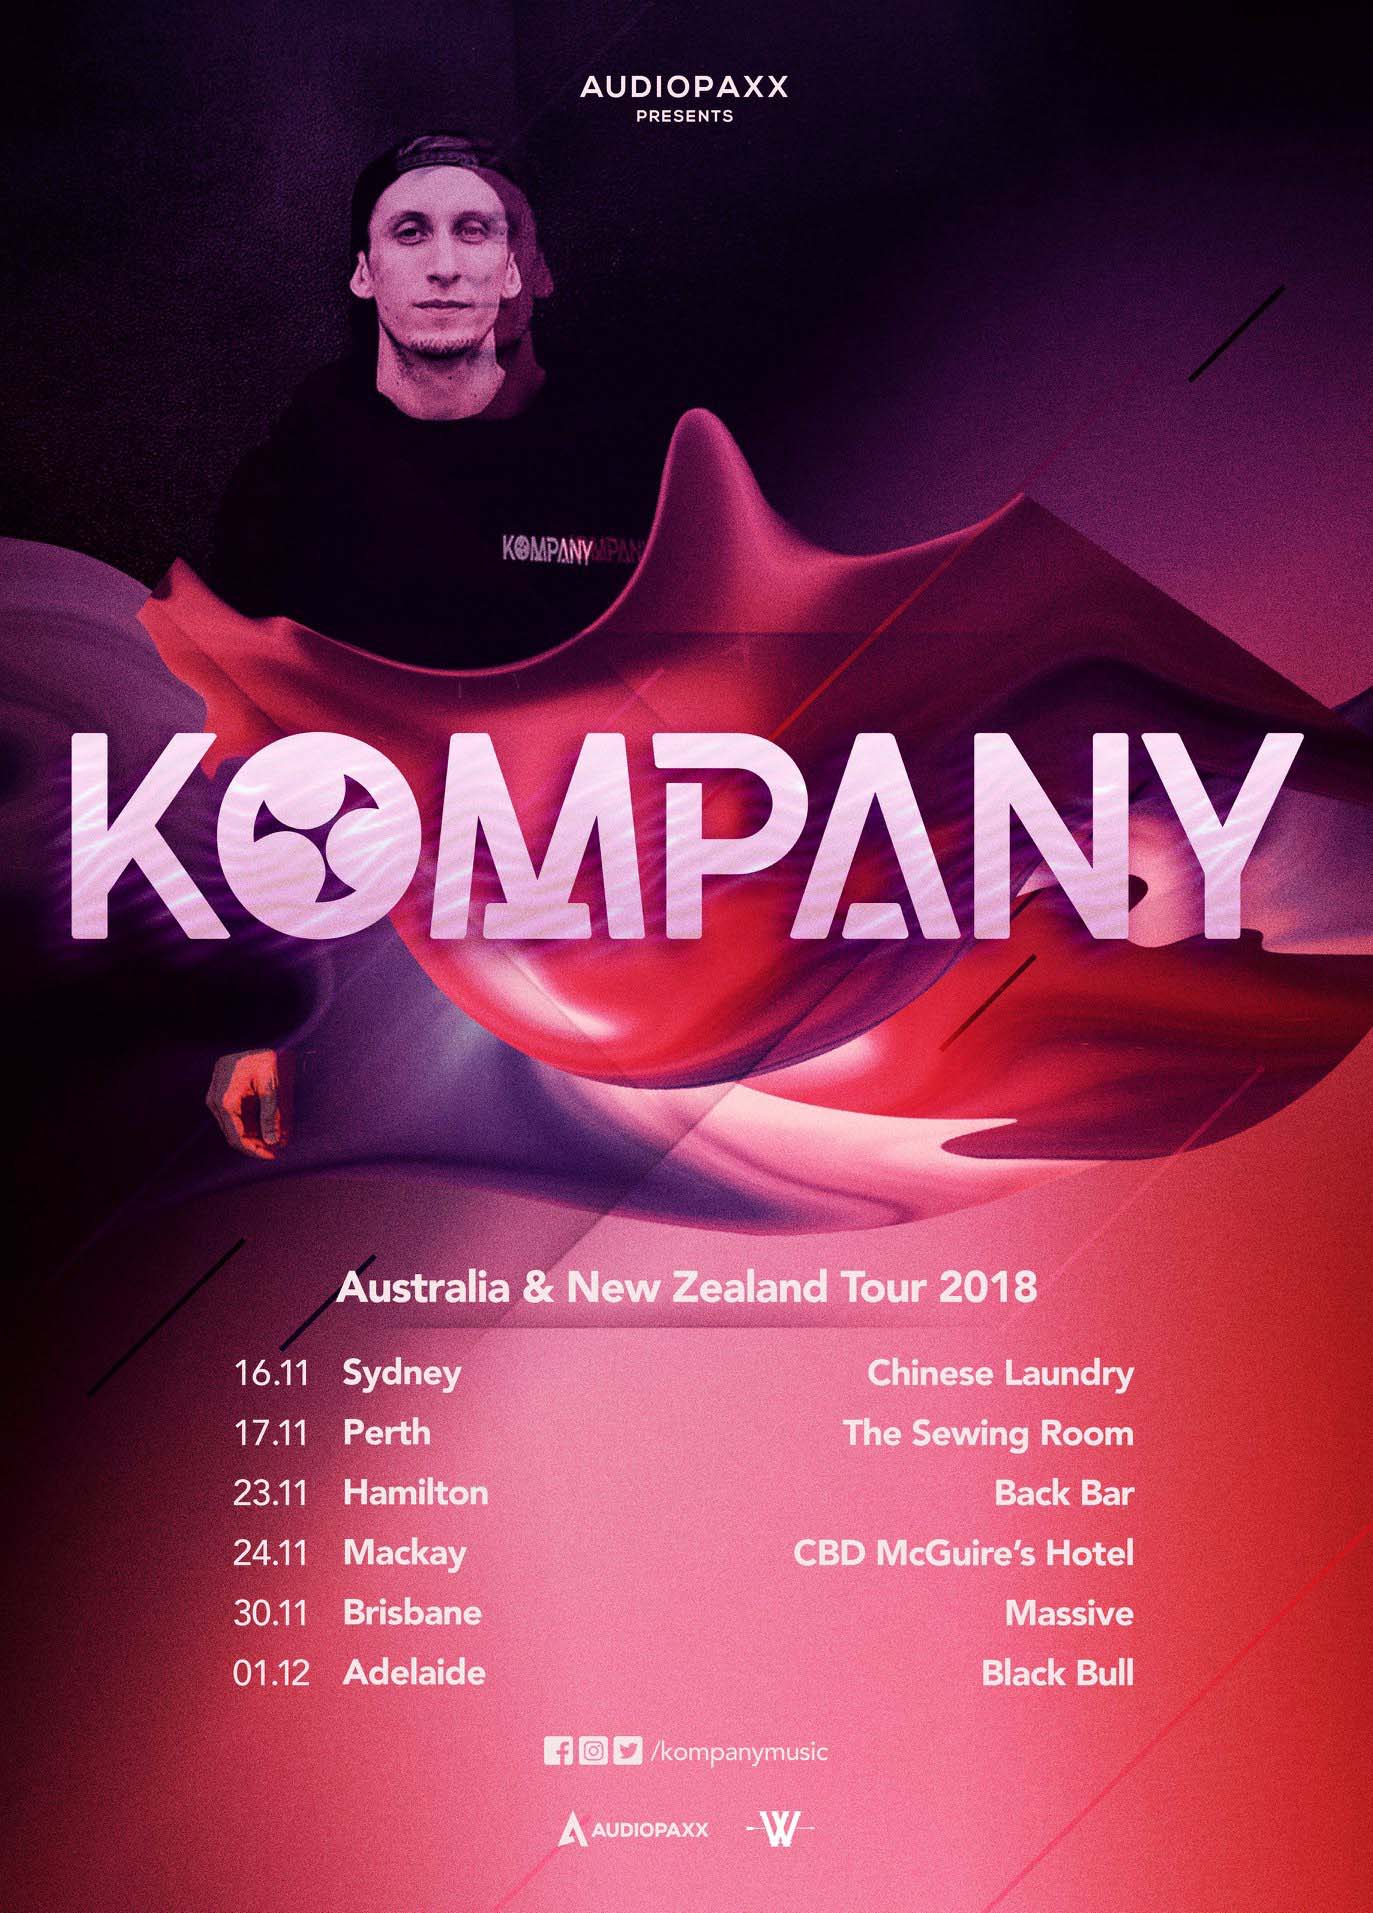 AUDIOPAXX
PRESENTS
KOMPANY
KOMPANY
Australia & New Zealand Tour 2018
16.11 Sydney Chinese Laundry
17.11 Perth The Sewing Room
23.11 Hamilton Back Bar
24.11 Mackay CBD McGuire's Hotel
30.11 Brisbane Massive
01.12 Adelaide Black Bull
/kompanymusic
AUDIOPAXX W